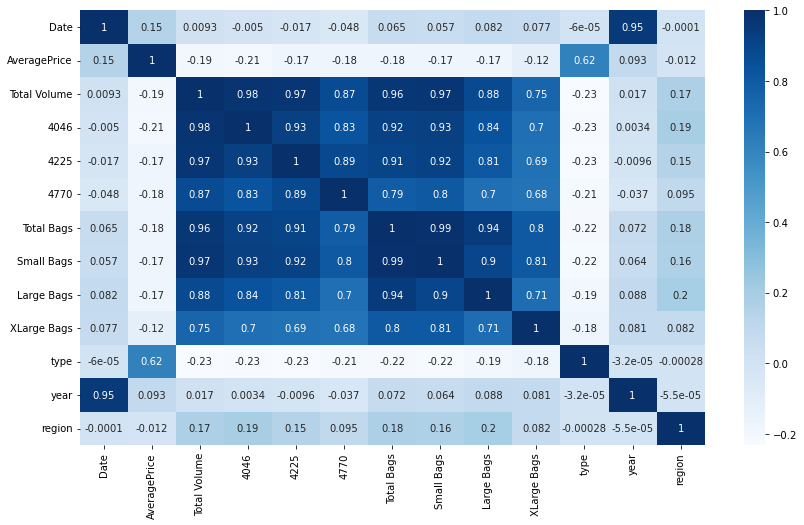 Date 1 0.15 0.0093 -0.005 -0.017 -0.048 0.065 0.057 0.082 0.077 -6e-05 0.95 -0.0001
AveragePrice 0.15 1 -0.19 -0.21 -0.17 -0.18 -0.18 -0.17 -0.17 -0.12 0.62 0.093 -0.012
Total Volume 0.0093 -0.19 1 0.98 0.97 0.87 0.96 0.97 0.88 0.75 -0.23 0.017 0.17
4046 -0.005 -0.21 0.98 1 0.93 0.83 0.92 0.93 0.84 0.7 -0.23 0.0034 0.19
4225 -0.017 -0.17 0.97 0.93 1 0.89 0.91 0.92 0.81 0.69 -0.23 -0.0096 0.15
4770 -0.048 -0.18 0.87 0.83 0.89 1 0.79 0.8 0.7 0.68 -0.21 -0.037 0.095
Total Bags 0.065 -0.18 0.96 0.92 0.91 0.79 1 0.99 0.94 0.8 -0.22 0.072 0.18
Small Bags 0.057 -0.17 0.97 0.93 0.92 0.8 0.99 1 0.9 0.81 -0.22 0.064 0.16
Large Bags 0.082 -0.17 0.88 0.84 0.81 0.7 0.94 0.9 1 0.71 -0.19 0.088 0.2
XLarge Bags 0.077 -0.12 0.75 0.7 0.69 0.68 0.8 0.81 0.71 1 -0.18 0.081 0.082
type -6e-05 0.62 -0.23 -0.23 -0.23 -0.21 -0.22 -0.22 -0.19 -0.18 1 -3.2e-05 -0.00028
year 0.95 0.093 0.017 0.0034 -0.0096 -0.037 0.072 0.064 0.088 0.081 -3.2e-05 1 -5.5e-05
region -0.0001 -0.012 0.17 0.19 0.15 0.095 0.18 0.16 0.2 0.082 -0.00028 -5.5e-05 1
Date
AveragePrice
Total Volume
4046
4225
4770
Total Bags
Small Bags
Large Bags
XLarge Bags
type
year
region
1.0
0.8
0.6
0.4
0.2
0.0
−0.2